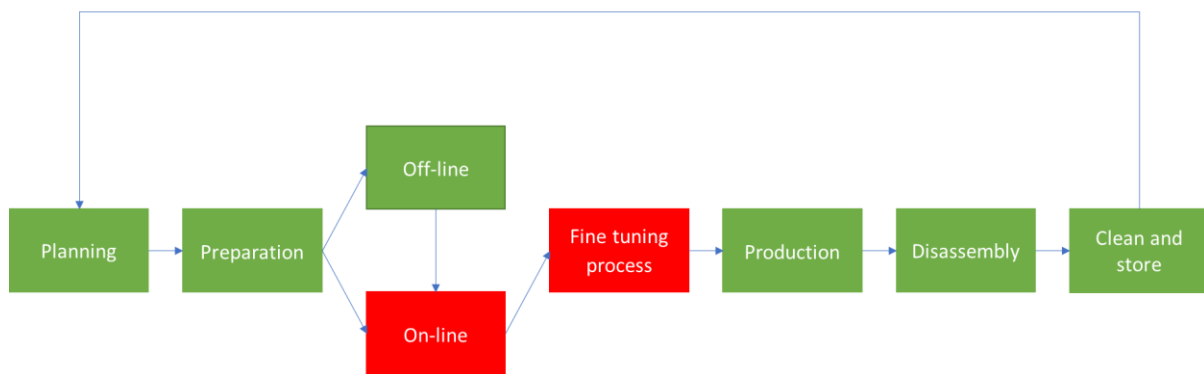 Off-line
Planning
Preparation
Fine tuning
process
Production
Disassembly
Clean and
store
On-line